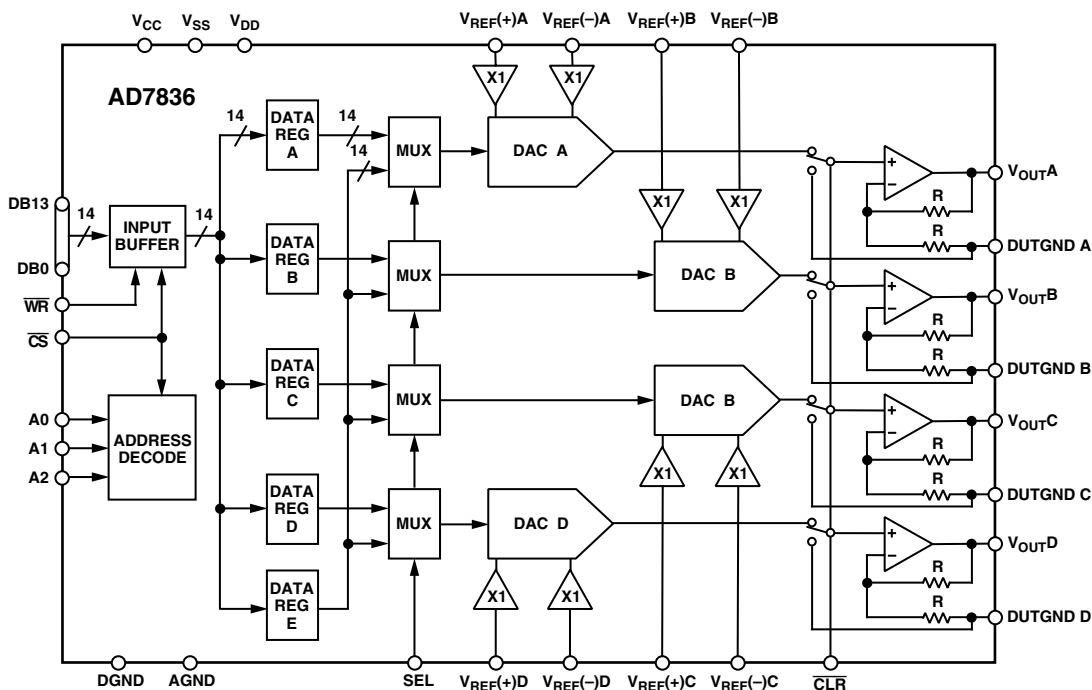 VCC VSS VDD VREF(+)A VREF(–)A VREF(+)B VREF(–)B
AD7836
X1 X1
14 DATA REG A 14 MUX DAC A
14
+ – VOUTA
R
R DUTGND A
DB13
14
INPUT BUFFER
14
DB0
X1 X1
DATA REG B MUX DAC B
+ – VOUTB
R
R DUTGND B
WR
CS
DATA REG C MUX DAC B
+ – VOUTC
R
R DUTGND C
A0
A1
A2
ADDRESS DECODE
X1 X1
DATA REG D MUX DAC D
+ – VOUTD
R
R DUTGND D
X1 X1
DATA REG E
DGND AGND SEL VREF(+)D VREF(–)D VREF(+)C VREF(–)C CLR